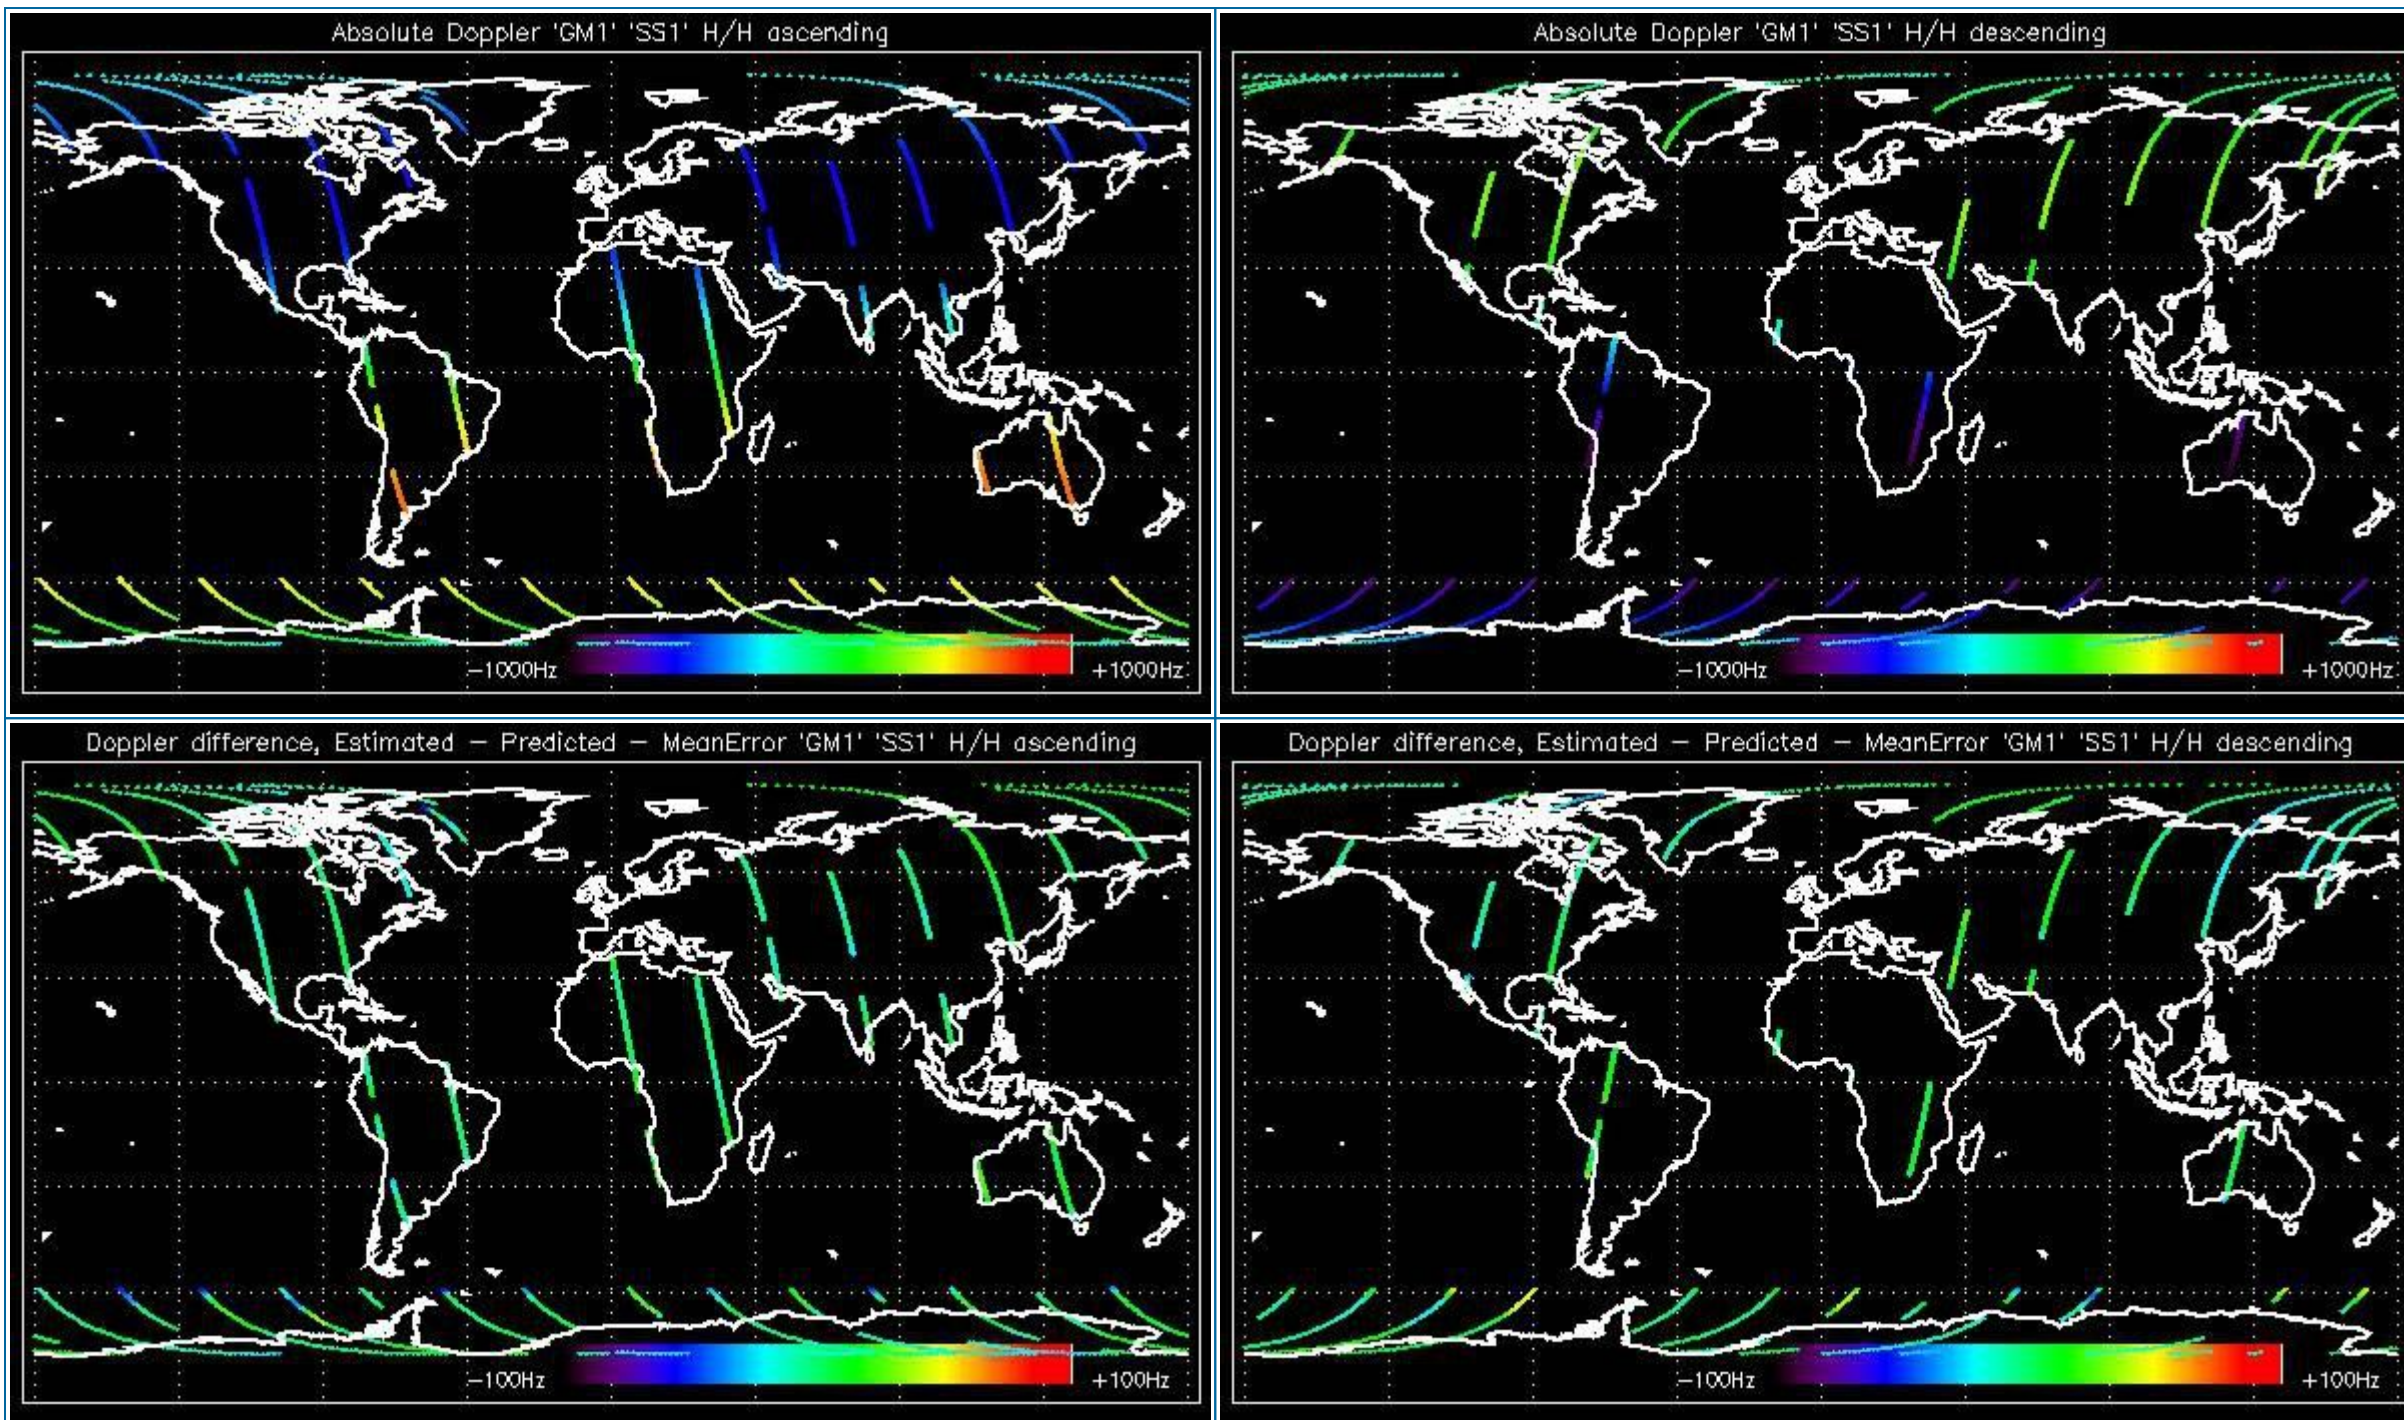 Absolute Doppler 'GM1' 'SS1' H/H ascending
−1000Hz
+1000Hz
Absolute Doppler 'GM1' 'SS1' H/H descending
−1000Hz
+1000Hz
Doppler difference, Estimated − Predicted − MeanError 'GM1' 'SS1' H/H ascending
−100Hz
+100Hz
Doppler difference, Estimated − Predicted − MeanError 'GM1' 'SS1' H/H descending
−100Hz
+100Hz